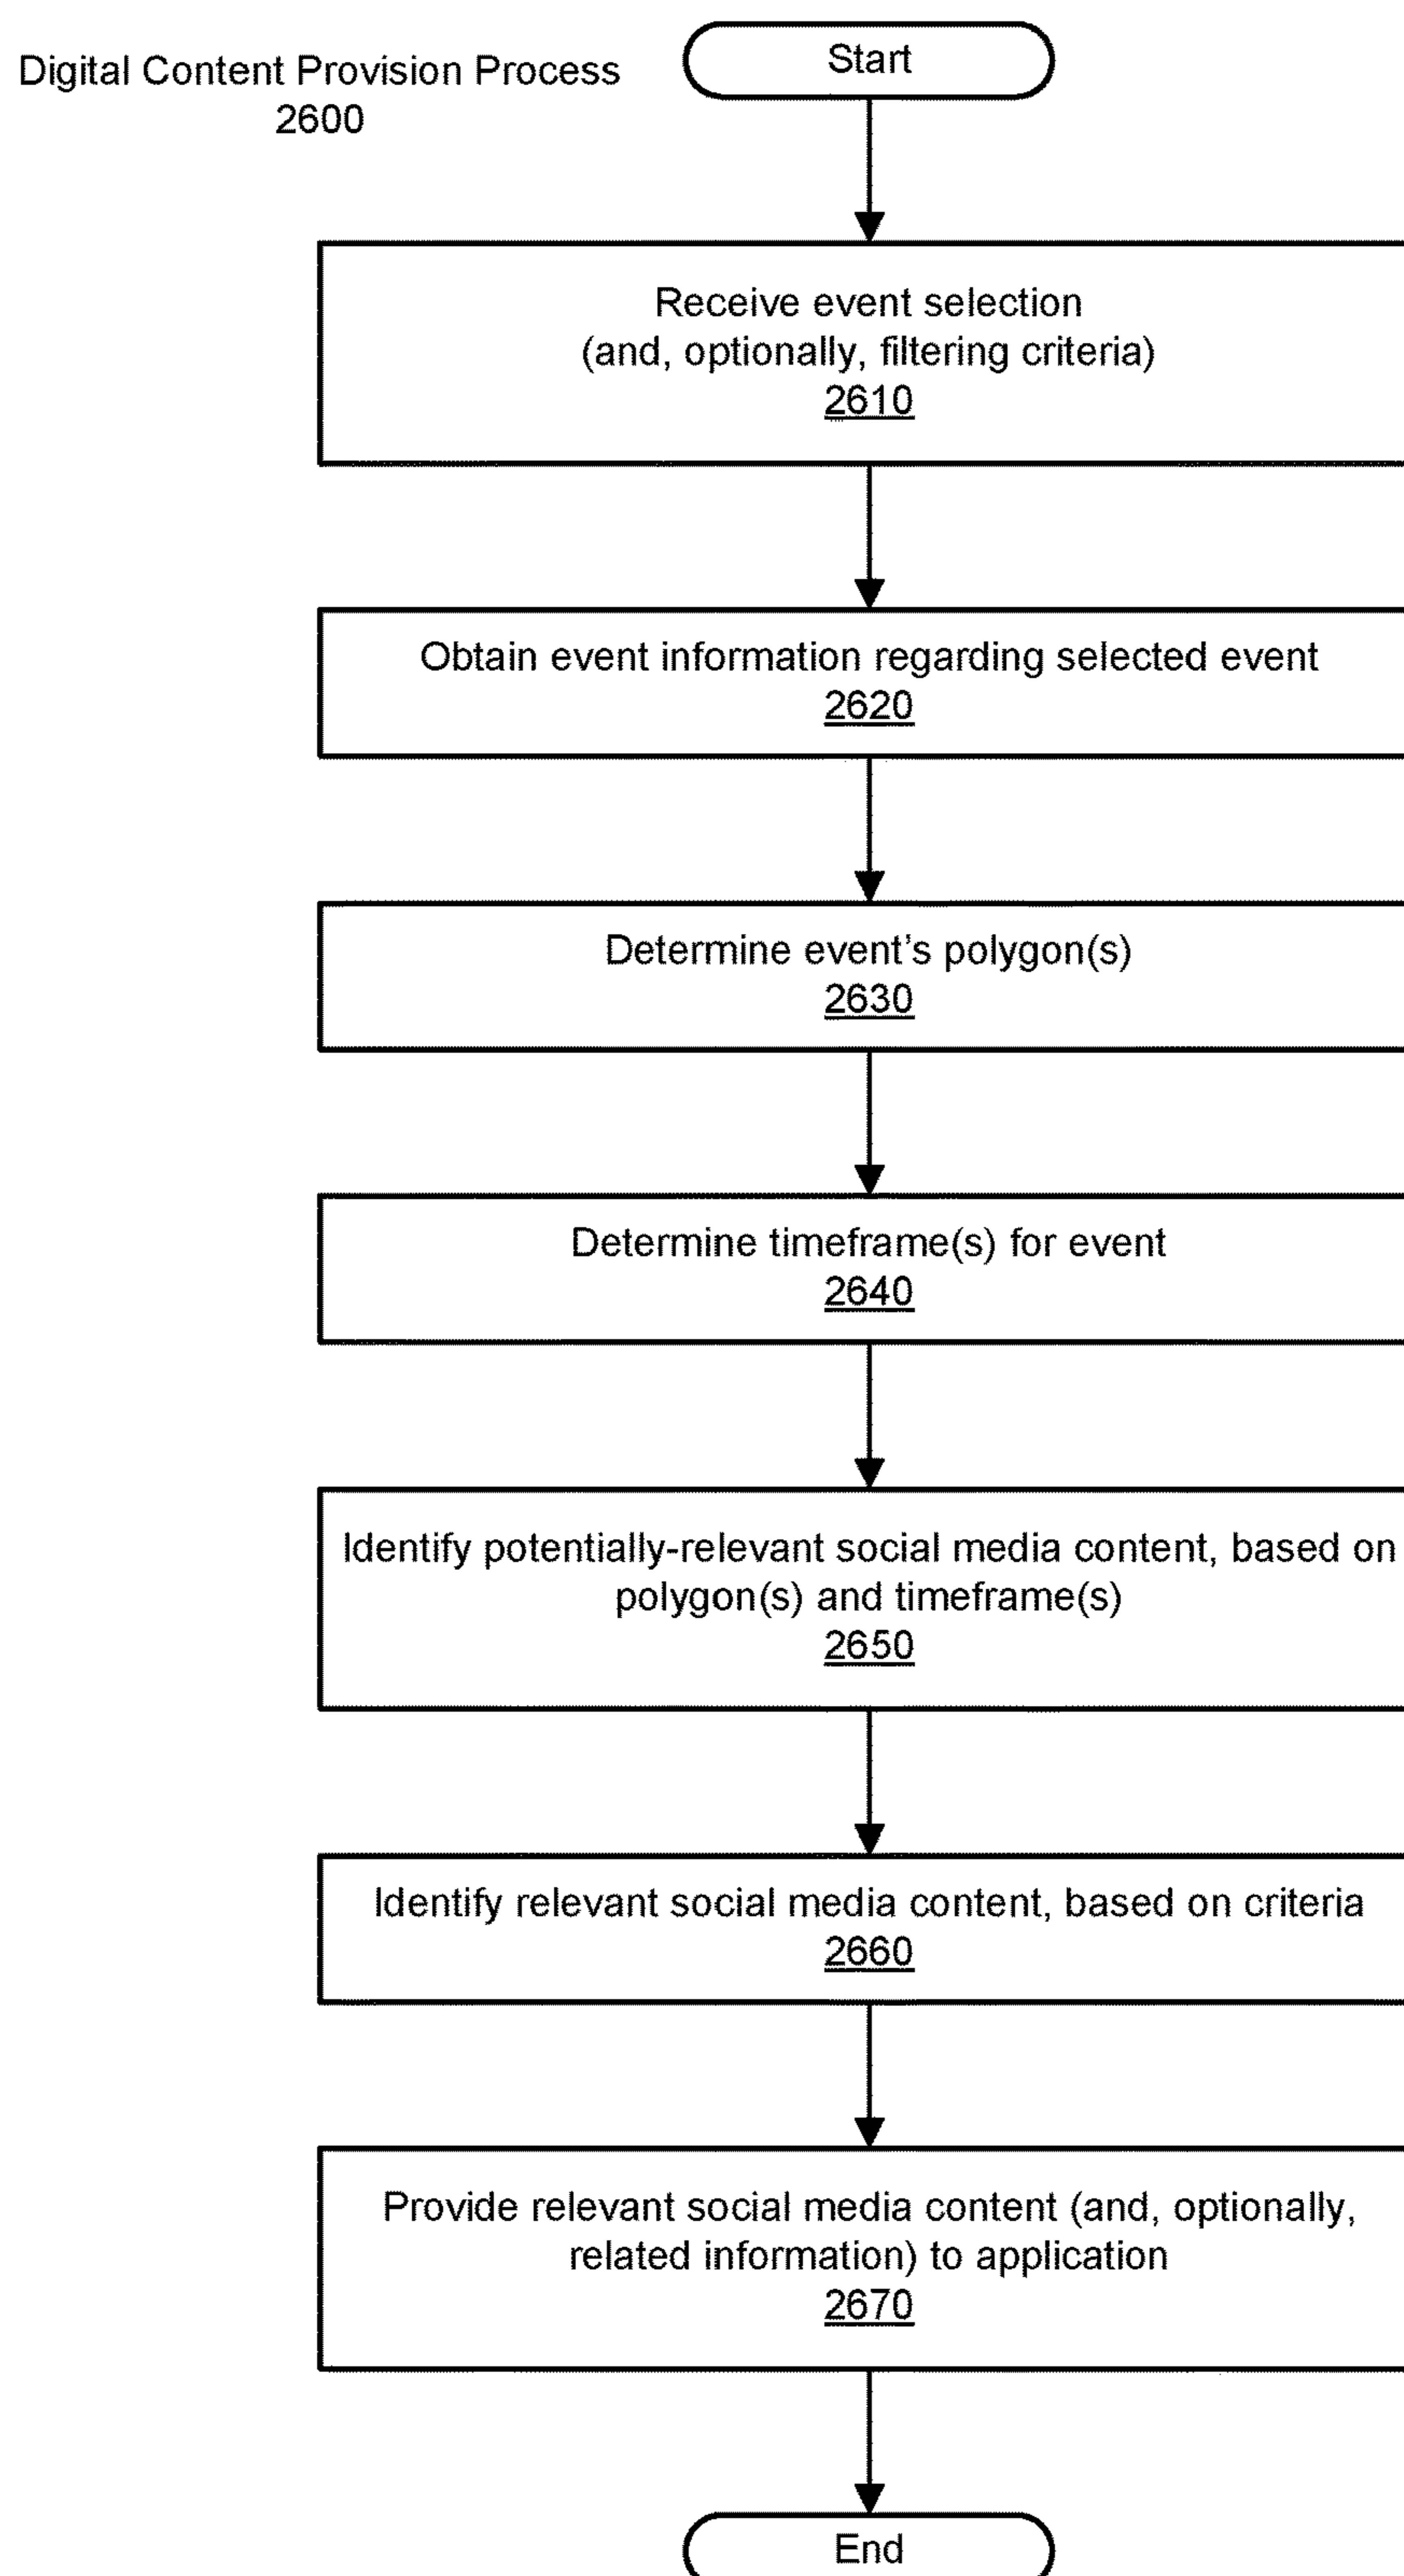 Digital Content Provision Process
2600
Start
Receive event selection
(and, optionally, filtering criteria)
2610
Obtain event information regarding selected event
2620
Determine event's polygon(s)
2630
Determine timeframe(s) for event
2640
Identify potentially-relevant social media content, based on
polygon(s) and timeframe(s)
2650
Identify relevant social media content, based on criteria
2660
Provide relevant social media content (and, optionally,
related information) to application
2670
End